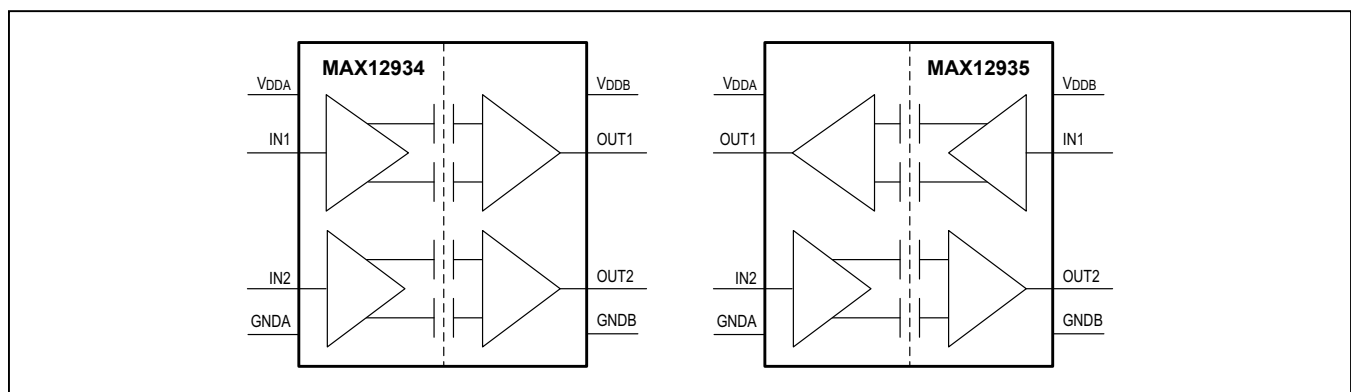 MAX12934
VDDA
VDDB
IN1
OUT1
IN2
OUT2
GNDA
GNDB
MAX12935
VDDA
VDDB
OUT1
IN1
IN2
OUT2
GNDA
GNDB